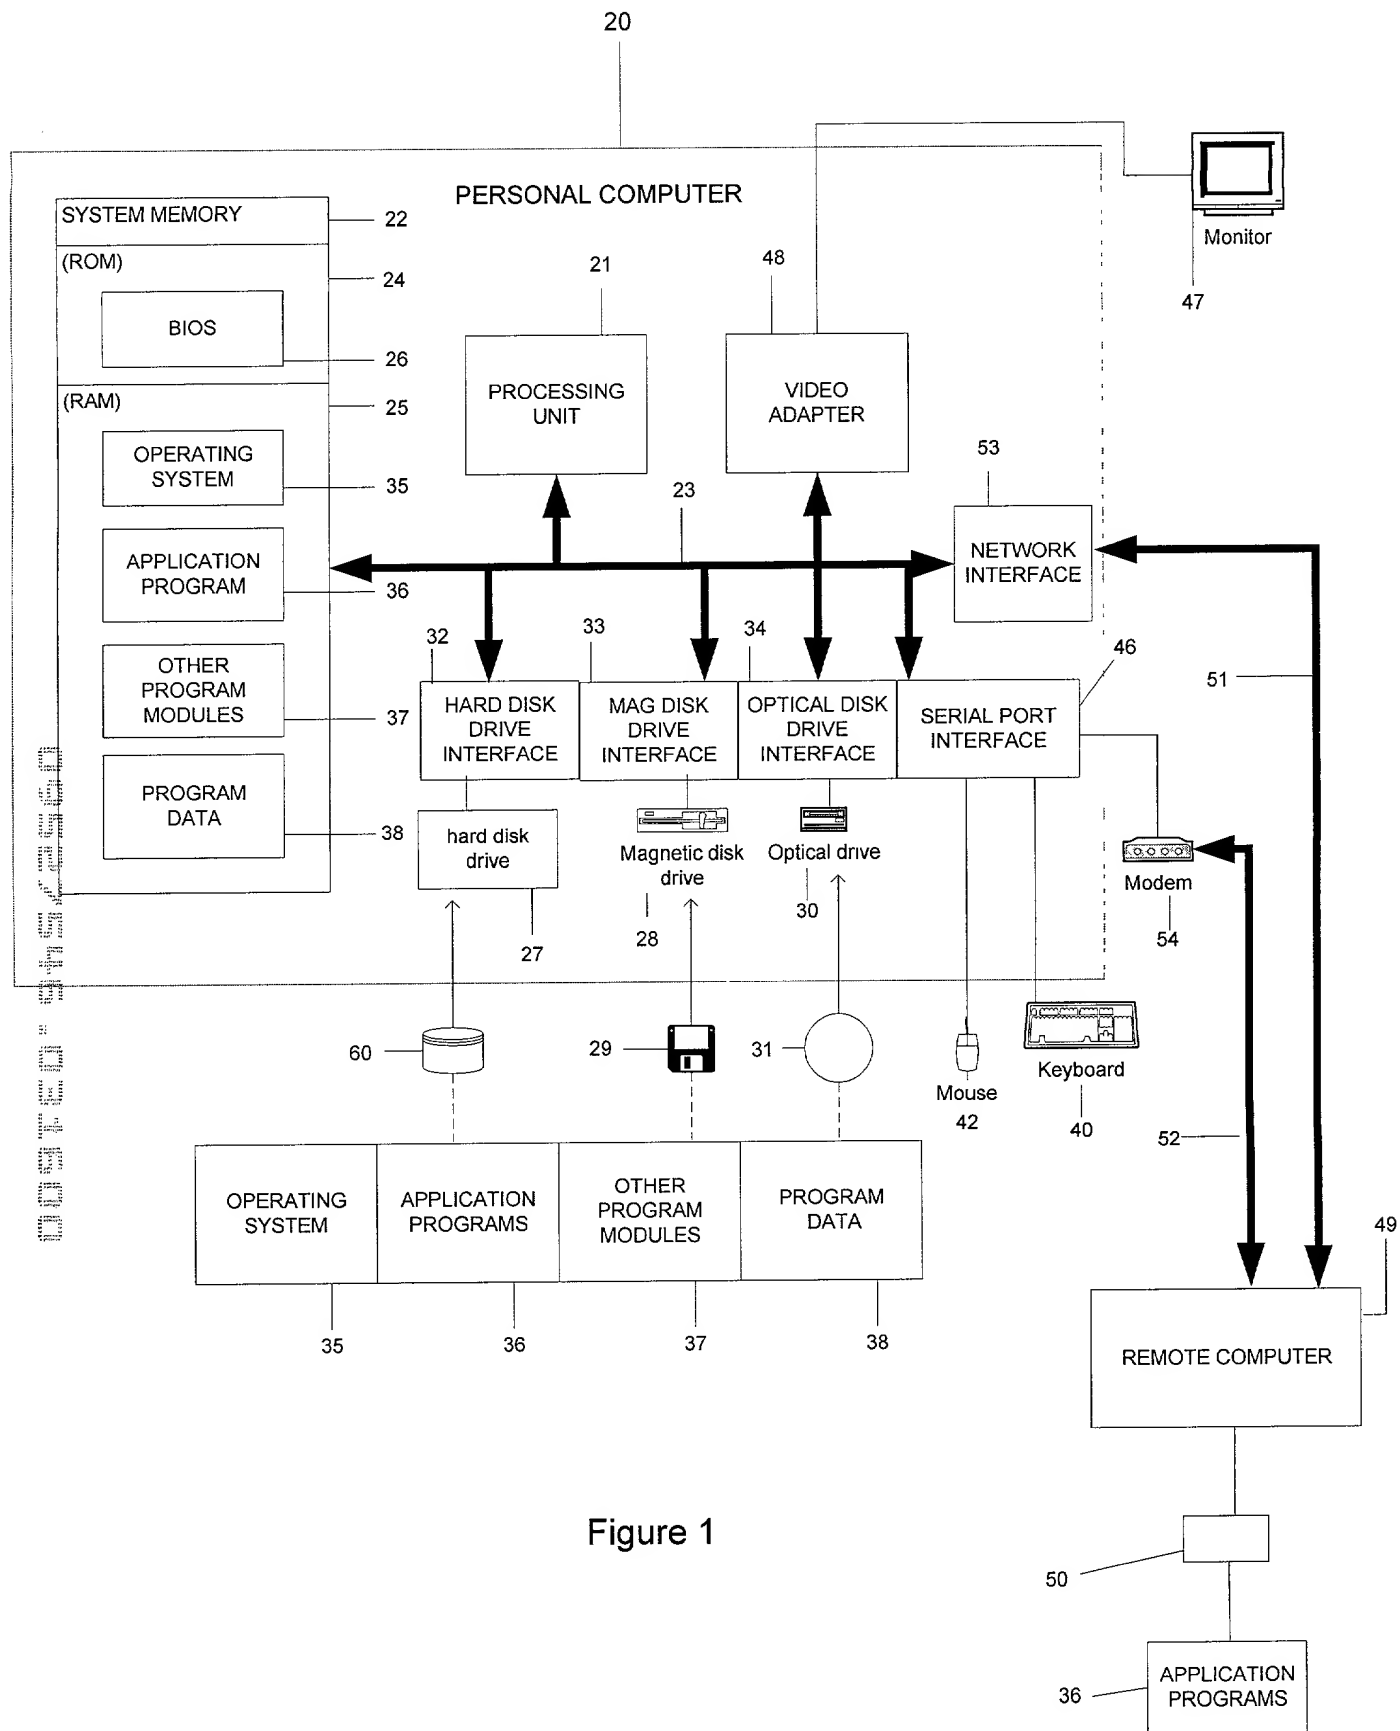 20
PERSONAL COMPUTER
SYSTEM MEMORY
22
(ROM)
24
BIOS
26
(RAM)
25
OPERATING
SYSTEM
35
APPLICATION
PROGRAM
36
OTHER
PROGRAM
MODULES
37
PROGRAM
DATA
38
21
PROCESSING
UNIT
48
VIDEO
ADAPTER
Monitor
47
53
NETWORK
INTERFACE
23
32
HARD DISK
DRIVE
INTERFACE
33
MAG DISK
DRIVE
INTERFACE
34
OPTICAL DISK
DRIVE
INTERFACE
46
SERIAL PORT
INTERFACE
51
hard disk
drive
27
Magnetic disk
drive
28
Optical drive
30
Modem
54
60
29
31
Mouse
42
Keyboard
40
52
OPERATING
SYSTEM
APPLICATION
PROGRAMS
OTHER
PROGRAM
MODULES
PROGRAM
DATA
35
36
37
38
49
REMOTE COMPUTER
50
36
APPLICATION
PROGRAMS
Figure 1